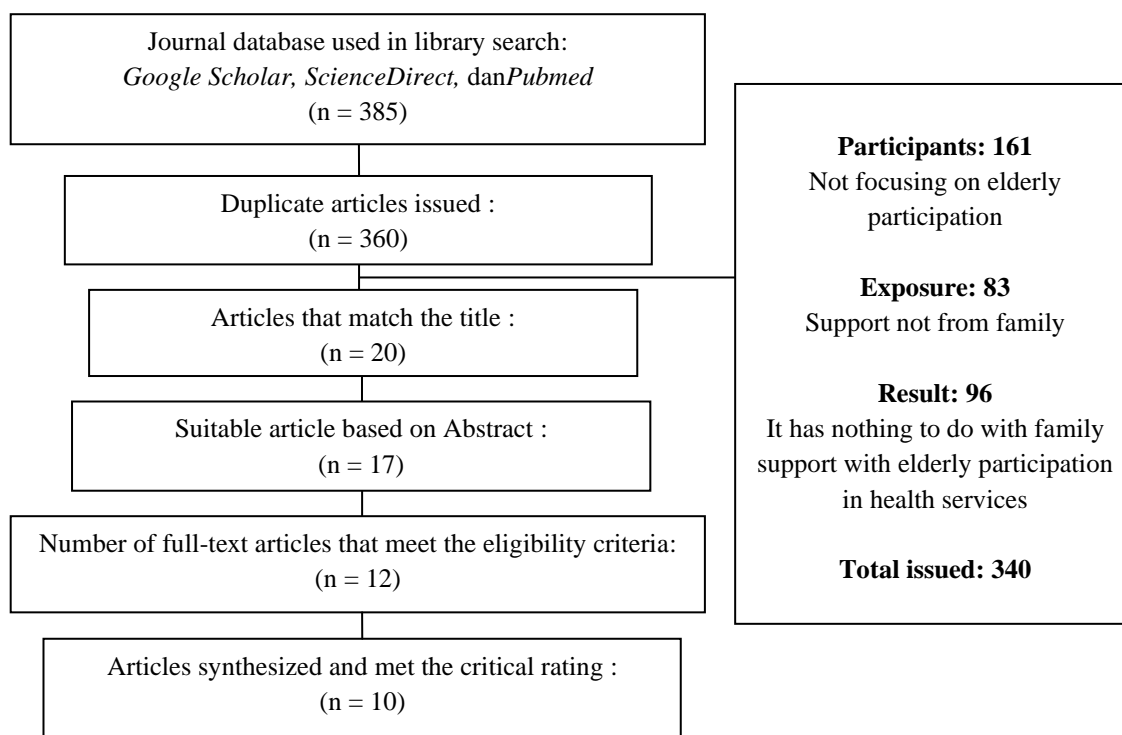 Journal database used in library search:
Google Scholar, ScienceDirect, danPubmed
(n = 385)
Duplicate articles issued :
(n = 360)
Articles that match the title :
(n = 20)
Suitable article based on Abstract :
(n = 17)
Number of full-text articles that meet the eligibility criteria:
(n = 12)
Articles synthesized and met the critical rating :
(n = 10)
Participants: 161
Not focusing on elderly
participation
Exposure: 83
Support not from family
Result: 96
It has nothing to do with family
support with elderly participation
in health services
Total issued: 340